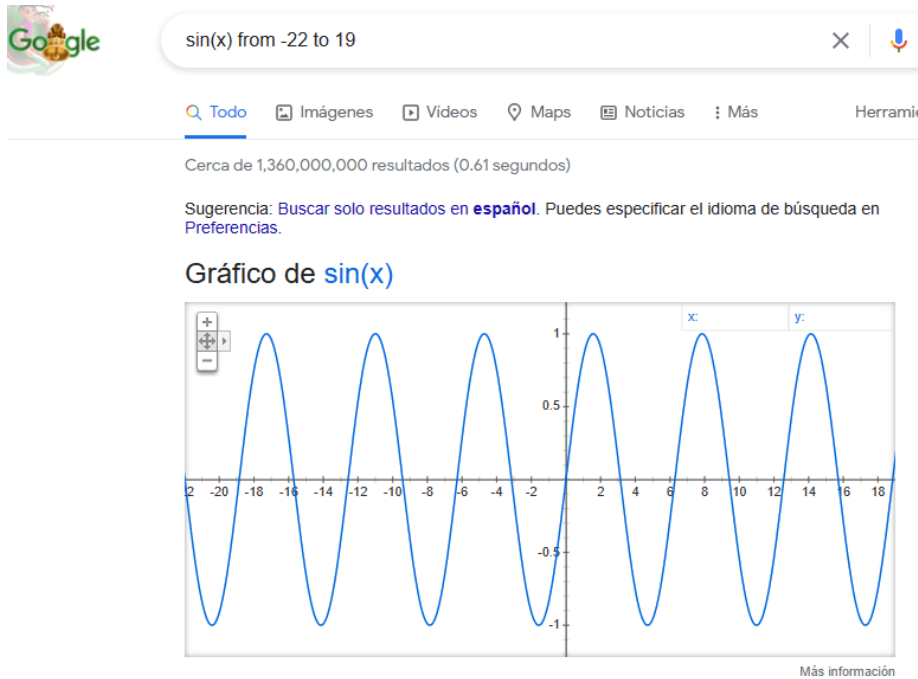 Google
sin(x) from -22 to 19
Todo Imágenes Vídeos Maps Noticias Más Herramie
Cerca de 1,360,000,000 resultados (0.61 segundos)
Sugerencia: Buscar solo resultados en español. Puedes especificar el idioma de búsqueda en
Preferencias.
Gráfico de sin(x)
x: y:
1
0.5
2 -20 -18 -16 -14 -12 -10 -8 -6 -4 -2 0 2 4 6 8 10 12 14 16 18
-0.5
-1
Más información